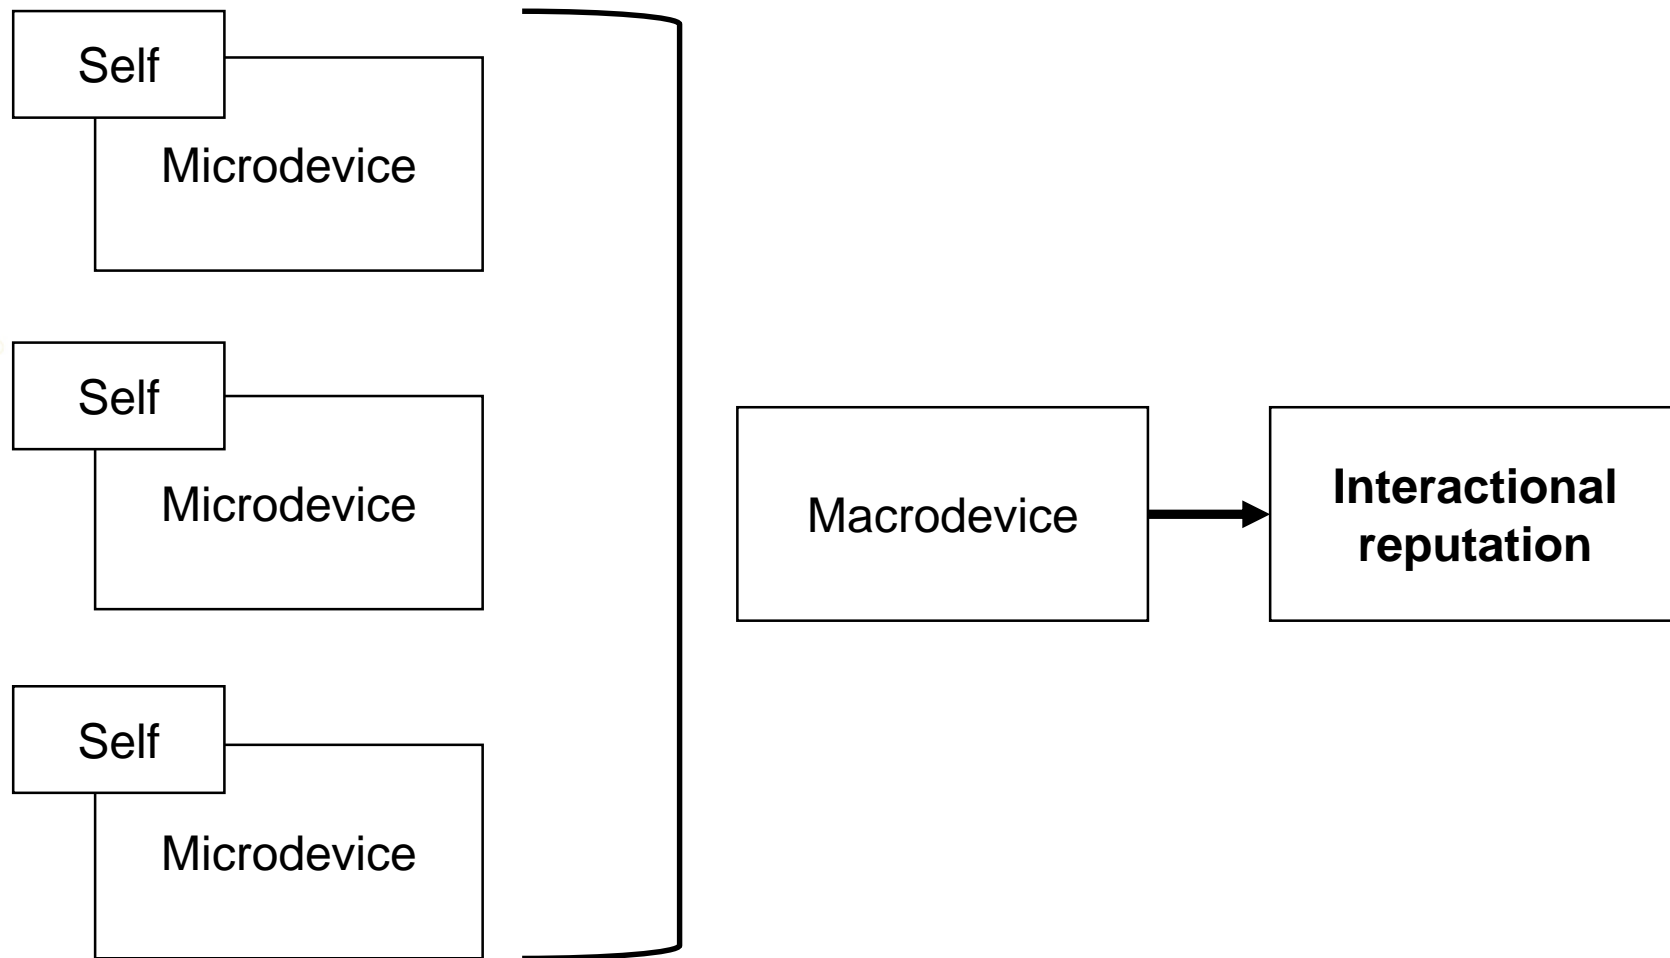 Self
Microdevice
Self
Microdevice
Self
Microdevice
Macrodevice
Interactional
reputation